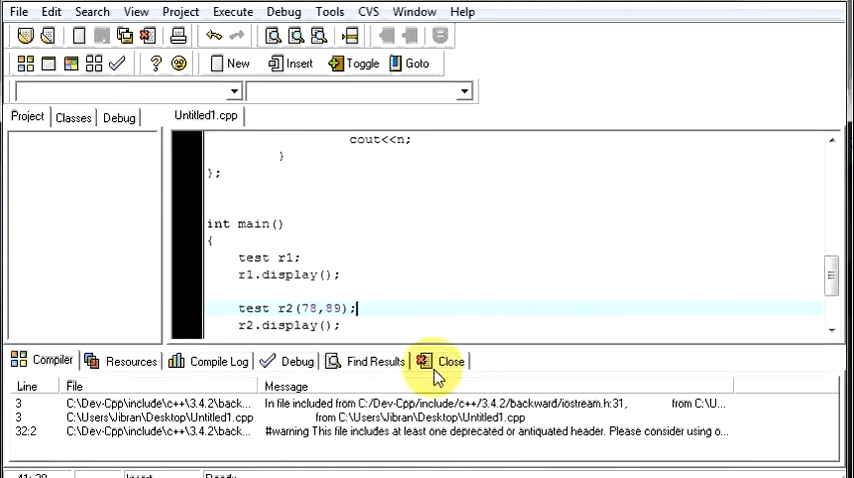 File Edit Search View Project Execute Debug Tools CVS Window Help
New Insert Toggle Goto
Project Classes Debug Untitled1.cpp
cout<<n;
}
};
int main()
{
test r1;
r1.display();
test r2(78,89);
r2.display();
Compiler Resources Compile Log Debug Find Results Close
Line File Message
3 C:\Dev-Cpp\include\c++\3.4.2\back... In file included from C:/Dev-Cpp/include/c++/3.4.2/backward/iostream.h:31, from C:\U...
3 C:\Users\Jibran\Desktop\Untitled1.cpp from C:\Users\Jibran\Desktop\Untitled1.cpp
32:2 C:\Dev-Cpp\include\c++\3.4.2\back... #warning This file includes at least one deprecated or antiquated header. Please consider using o...